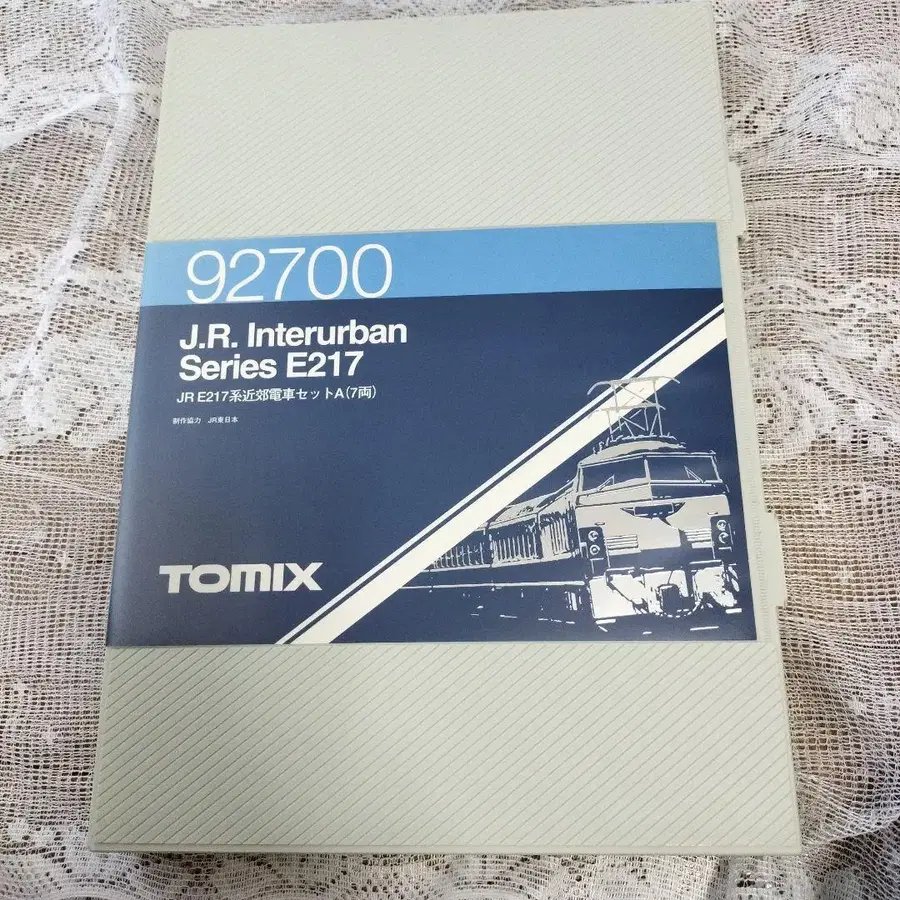 92700
J.R. Interurban
Series E217
JR E217系近郊電車セットA(7両)
制作協力 JR東日本
TOMIX